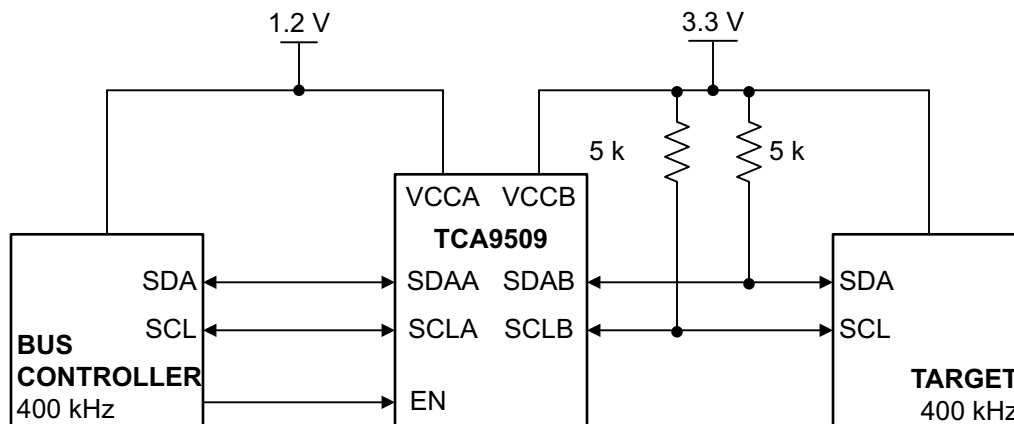 1.2 V
3.3 V
5 k
5 k
VCCA VCCB
TCA9509
SDA
SDAA SDAB
SDA
SCL
SCLA SCLB
SCL
BUS
CONTROLLER
400 kHz
EN
TARGET
400 kHz